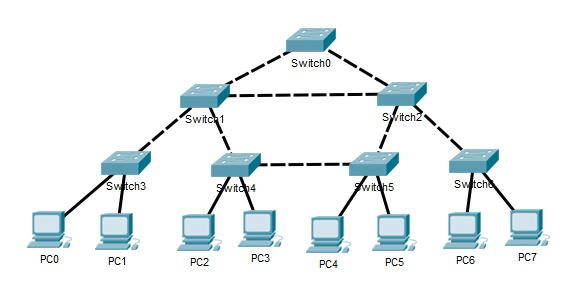 Switch0
Switch1
Switch2
Switch3
Switch4
Switch5
Switch6
PC0
PC1
PC2
PC3
PC4
PC5
PC6
PC7